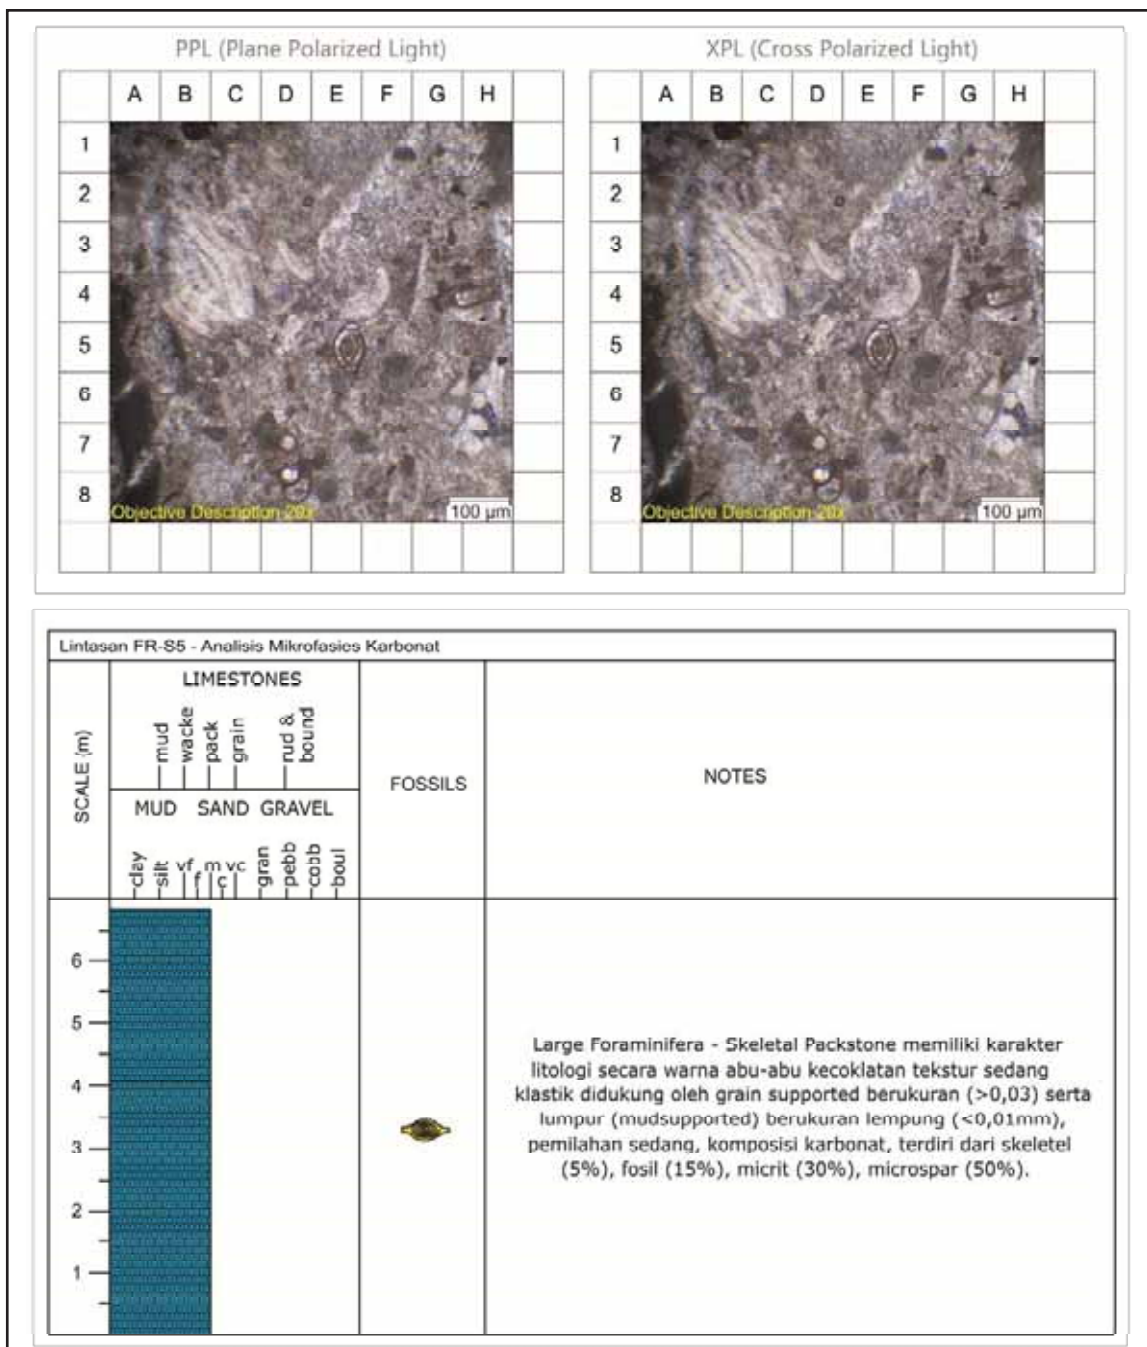 PPL (Plane Polarized Light)
XPL (Cross Polarized Light)
A B C D E F G H
A B C D E F G H
1
2
3
4
5
6
7
8
1
2
3
4
5
6
7
8
Objective Description 20x
100 µm
Objective Description 20x
100 µm
Lintasan FR-S5 - Analisis Mikrofasies Karbonat
SCALE (m)
LIMESTONES
mud
wacke
pack
grain
rud &
bound
MUD SAND GRAVEL
clay
silt
vf
f
m
c
vc
gran
pebb
cobb
boul
FOSSILS
NOTES
6
5
4
3
2
1
Large Foraminifera - Skeletal Packstone memiliki karakter
litologi secara warna abu-abu kecoklatan tekstur sedang
klastik didukung oleh grain supported berukuran (>0,03) serta
lumpur (mudsupported) berukuran lempung (<0,01mm),
pemilahan sedang, komposisi karbonat, terdiri dari skeletel
(5%), fosil (15%), micrit (30%), microspar (50%).